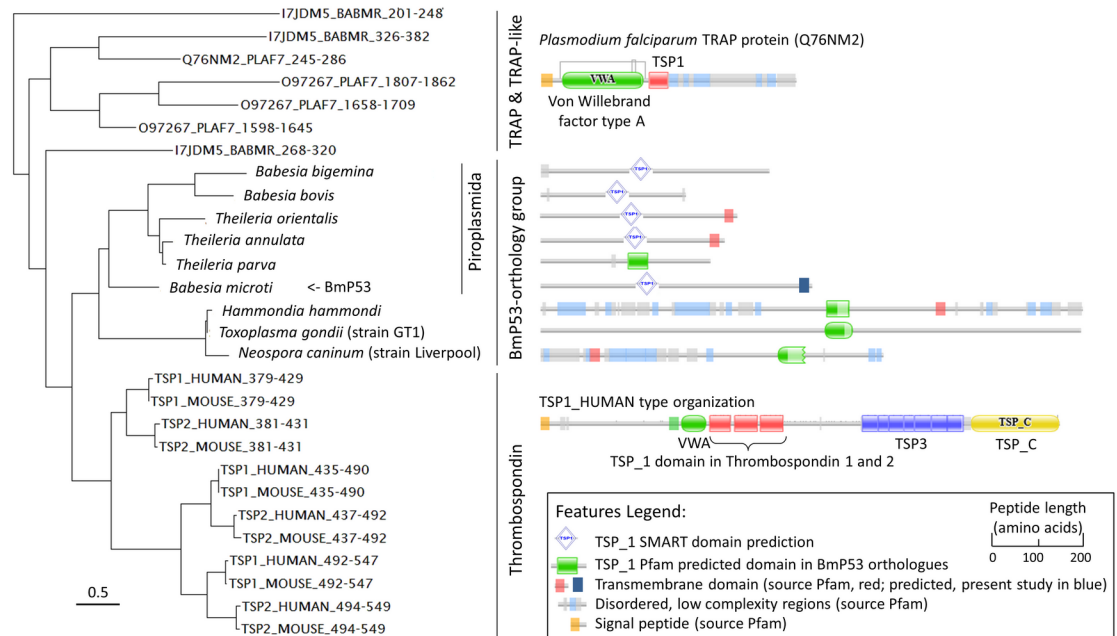 I7JDM5_BABMR_201-248
I7JDM5_BABMR_326-382
Q76NM2_PLAF7_245-286
O97267_PLAF7_1807-1862
O97267_PLAF7_1658-1709
O97267_PLAF7_1598-1645
I7JDM5_BABMR_268-320
Babesia bigemina
Babesia bovis
Theileria orientalis
Theileria annulata
Theileria parva
Babesia microti <- BmP53
Hammondia hammondi
Toxoplasma gondii (strain GT1)
Neospora caninum (strain Liverpool)
TSP1_HUMAN_379-429
TSP1_MOUSE_379-429
TSP2_HUMAN_381-431
TSP2_MOUSE_381-431
TSP1_HUMAN_435-490
TSP1_MOUSE_435-490
TSP2_HUMAN_437-492
TSP2_MOUSE_437-492
TSP1_HUMAN_492-547
TSP1_MOUSE_492-547
TSP2_HUMAN_494-549
TSP2_MOUSE_494-549
0.5
Piroplasmida
TRAP & TRAP-like
BmP53-orthology group
Thrombospondin
Plasmodium falciparum TRAP protein (Q76NM2)
TSP1
VWA
Von Willebrand
factor type A
TSP1
TSP1
TSP1
TSP1
TSP1
TSP1_HUMAN type organization
TSP_C
VWA
TSP3
TSP_C
TSP_1 domain in Thrombospondin 1 and 2
Features Legend:
TSP1
TSP_1 SMART domain prediction
TSP_1 Pfam predicted domain in BmP53 orthologues
Transmembrane domain (source Pfam, red; predicted, present study in blue)
Disordered, low complexity regions (source Pfam)
Signal peptide (source Pfam)
Peptide length
(amino acids)
0 100 200